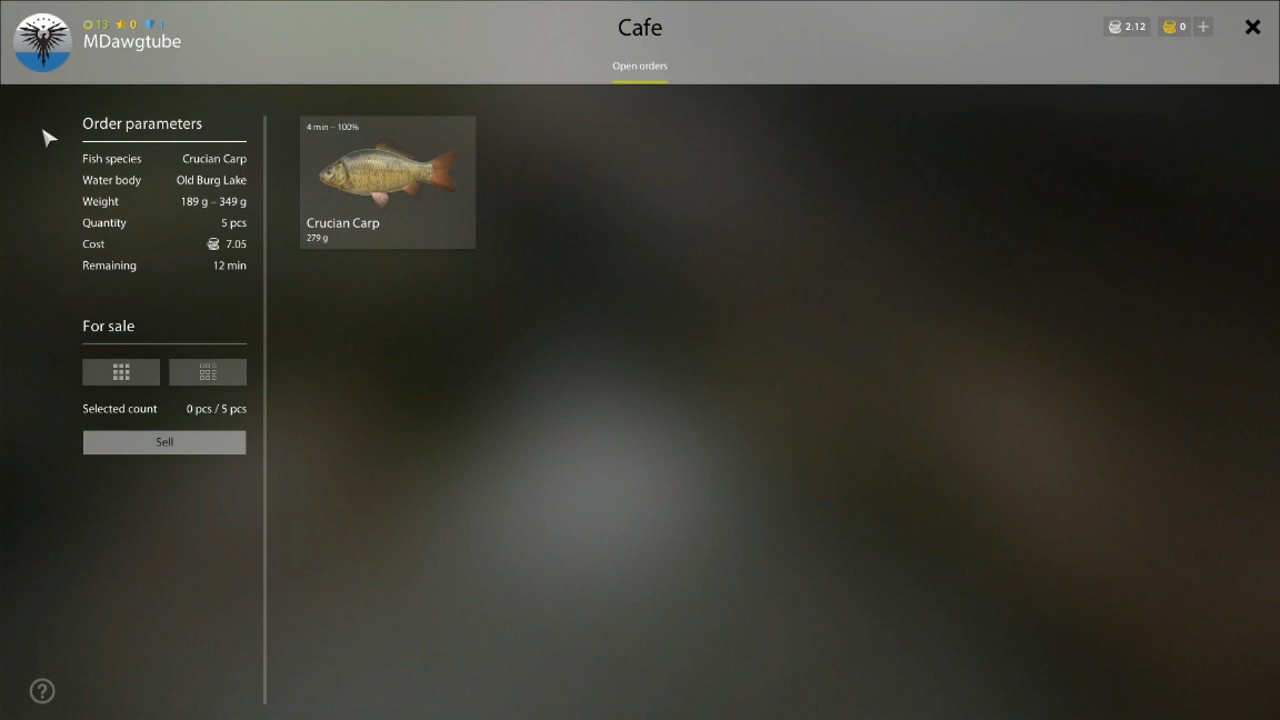 13 0 1
MDawgtube
Cafe
2.12 0 +
Open orders
Order parameters
Fish species Crucian Carp
Water body Old Burg Lake
Weight 189 g – 349 g
Quantity 5 pcs
Cost 7.05
Remaining 12 min
For sale
Selected count 0 pcs / 5 pcs
Sell
4 min – 100%
Crucian Carp
279 g
?